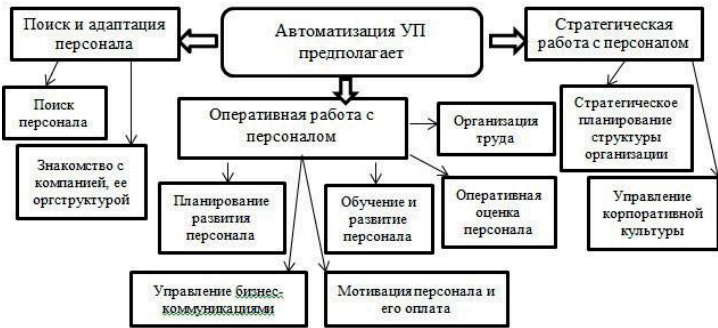 Поиск и адаптация
персонала
Автоматизация УП
предполагает
Стратегическая
работа с персоналом
Поиск
персонала
Знакомство с
компанией, ее
оргструктурой
Оперативная работа с
персоналом
Организация
труда
Стратегическое
планирование
структуры
организации
Планирование
развития
персонала
Обучение и
развитие
персонала
Оперативная
оценка
персонала
Управление
корпоративной
культуры
Управление бизнес-
коммуникациями
Мотивация персонала и
его оплата